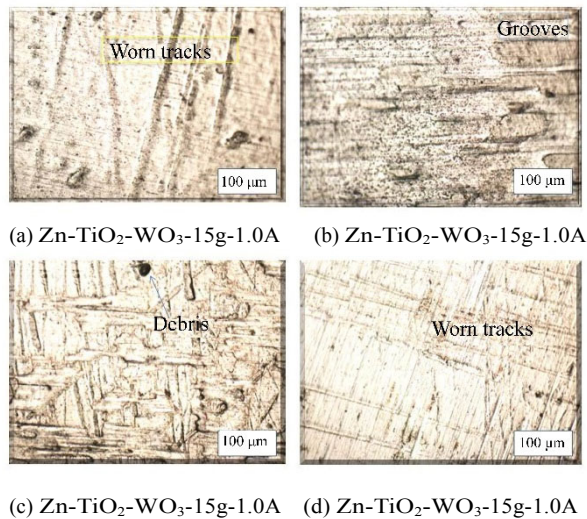 Worn tracks
100 μm
Grooves
100 μm
(a) Zn-TiO₂-WO₃-15g-1.0A
(b) Zn-TiO₂-WO₃-15g-1.0A
Debris
100 μm
Worn tracks
100 μm
(c) Zn-TiO₂-WO₃-15g-1.0A
(d) Zn-TiO₂-WO₃-15g-1.0A